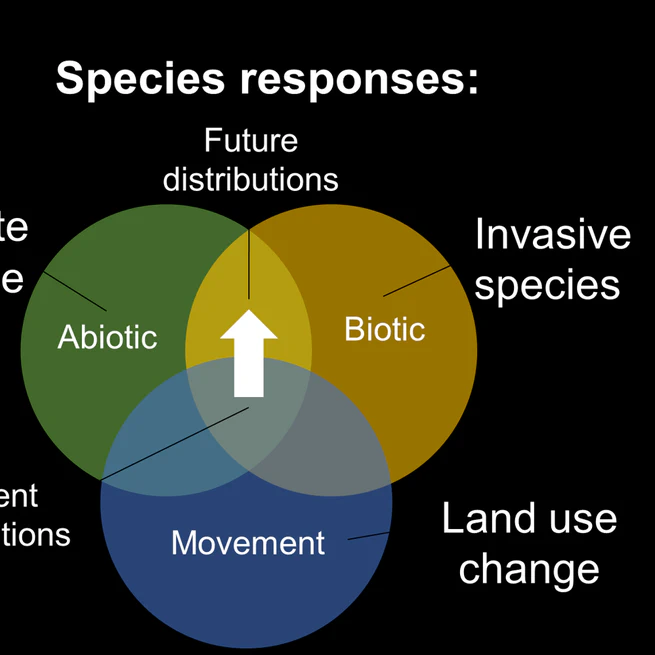 Species responses:
Future
distributions
te
e
Invasive
species
Abiotic
Biotic
ent
tions
Movement
Land use
change